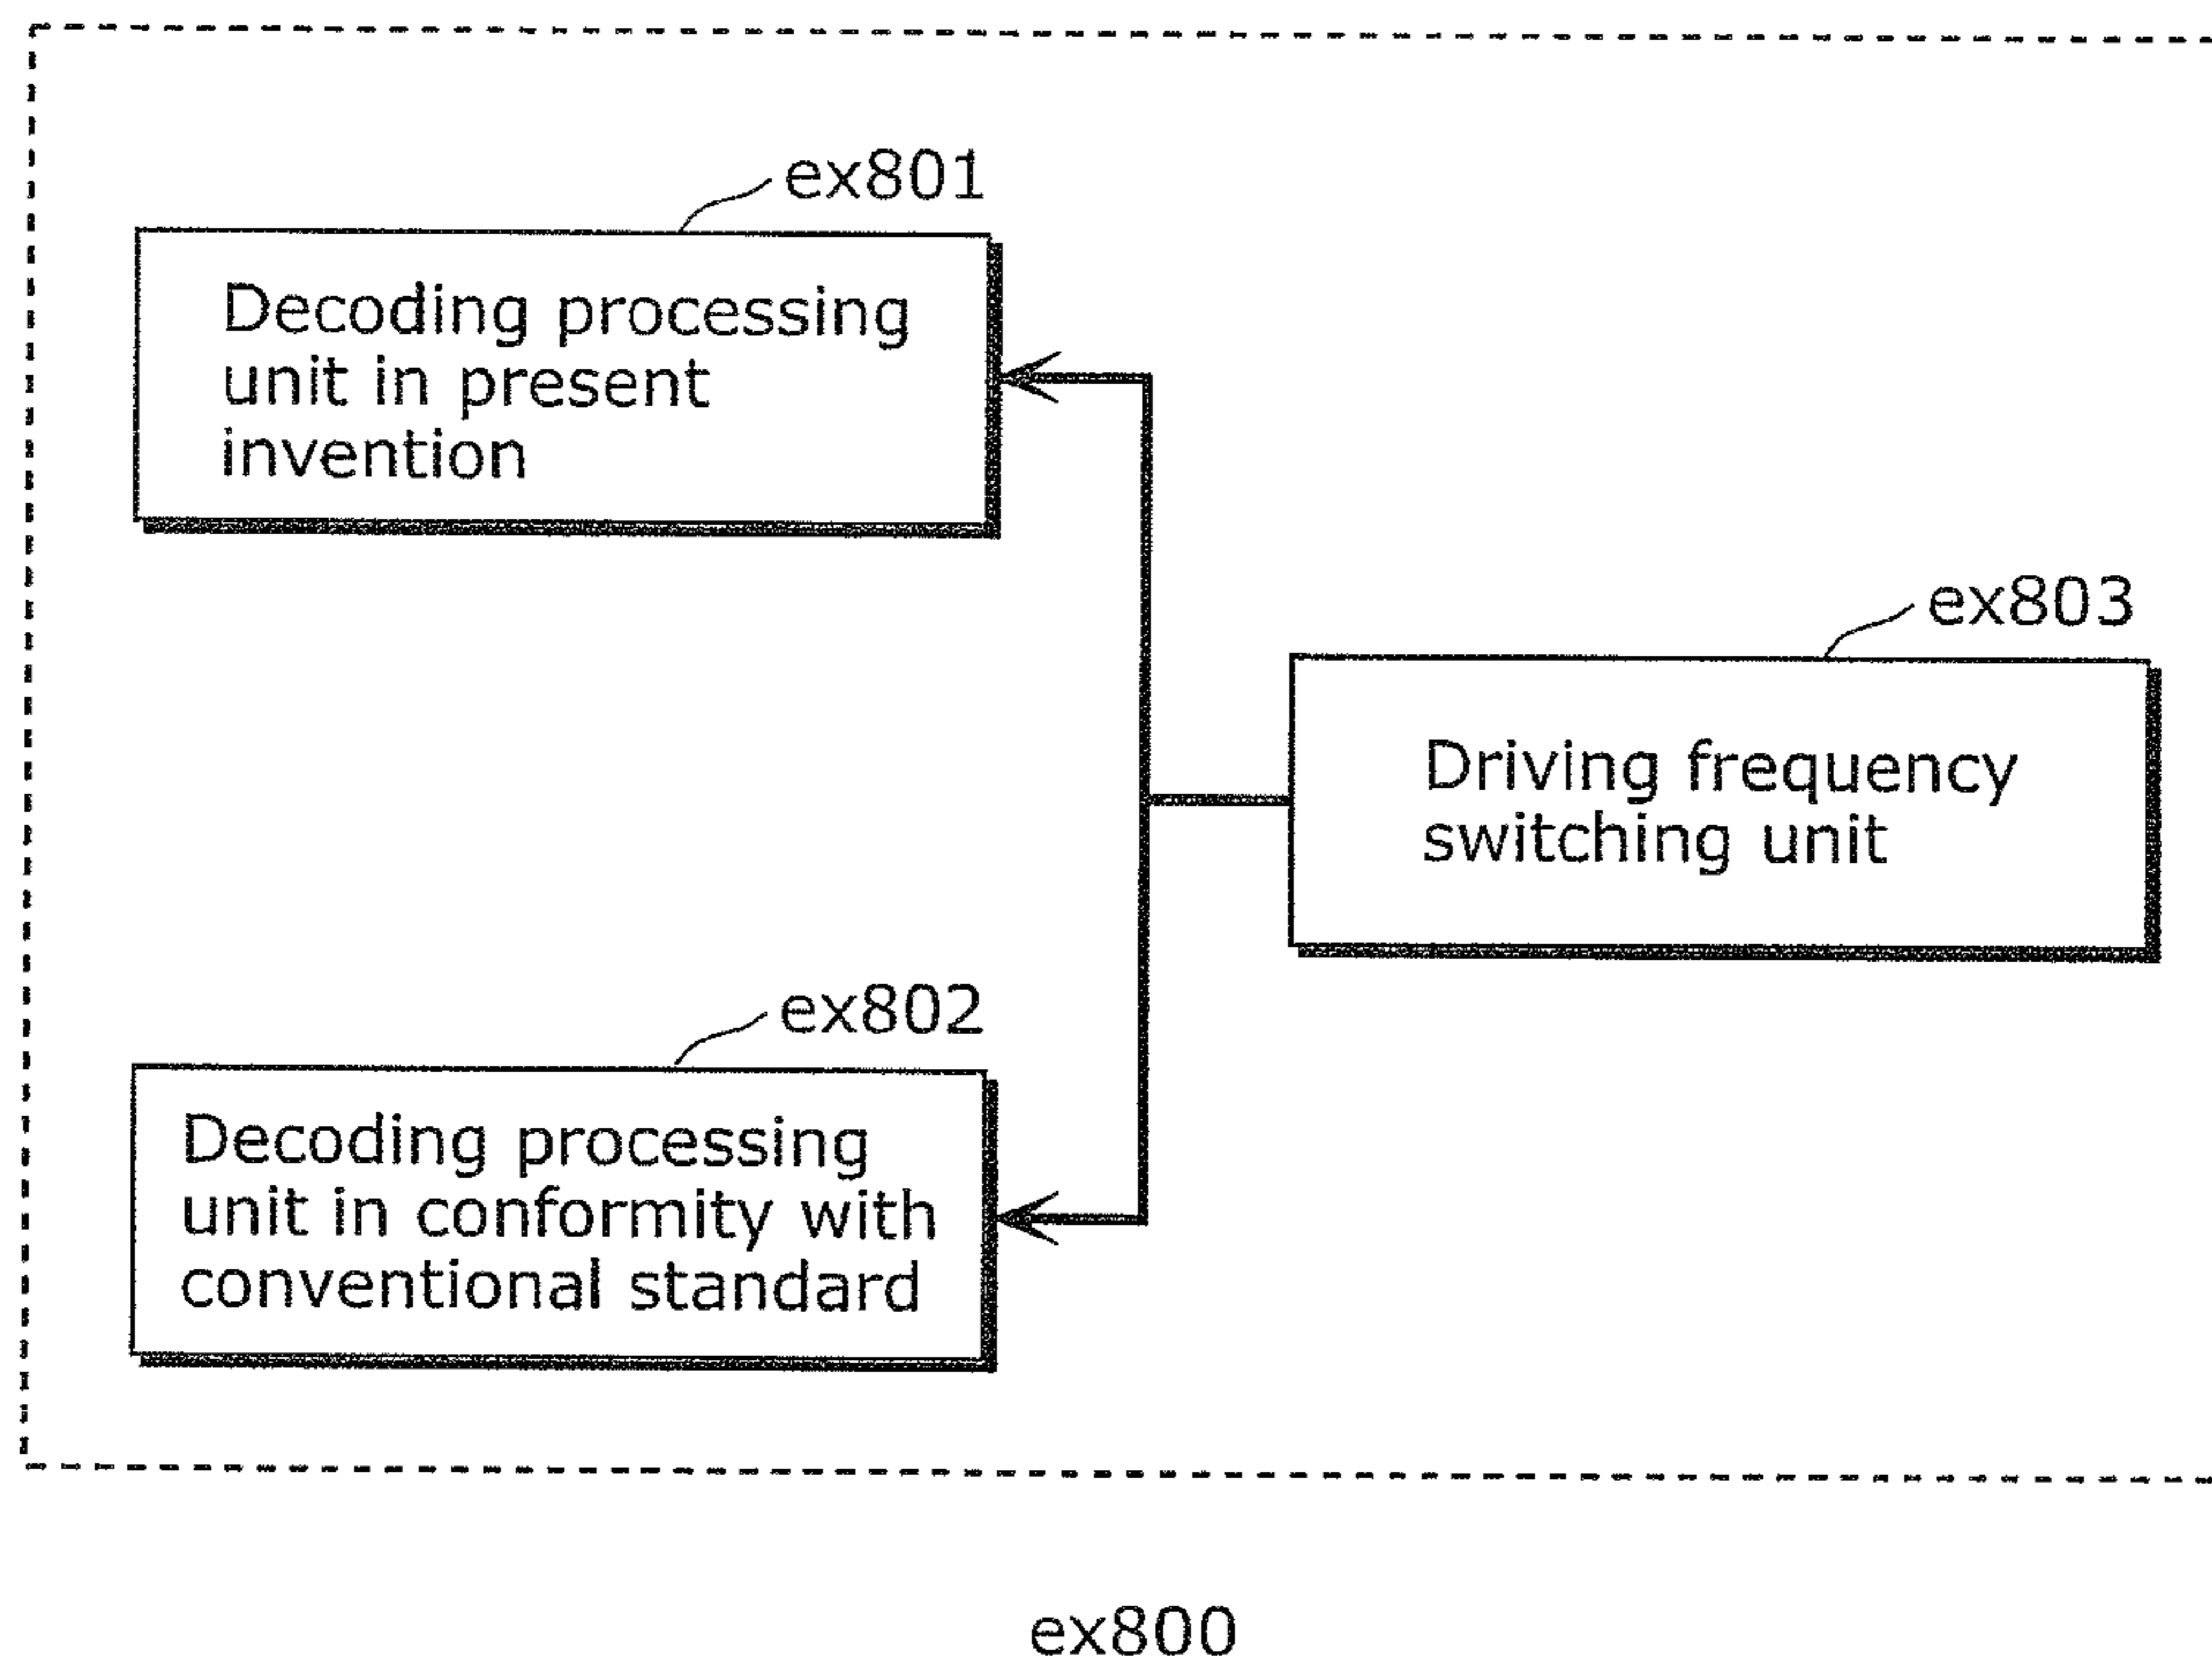 ex801
Decoding processing
unit in present
invention
ex803
Driving frequency
switching unit
ex802
Decoding processing
unit in conformity with
conventional standard
ex800